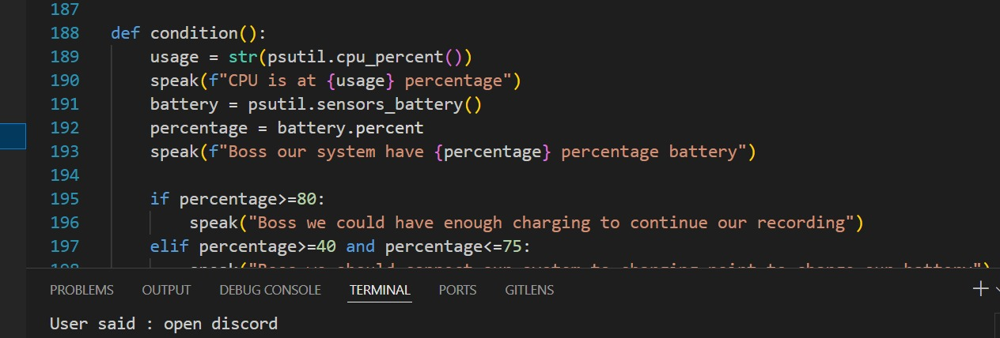 187
188 def condition():
189 usage = str(psutil.cpu_percent())
190 speak(f"CPU is at {usage} percentage")
191 battery = psutil.sensors_battery()
192 percentage = battery.percent
193 speak(f"Boss our system have {percentage} percentage battery")
194
195 if percentage>=80:
196 speak("Boss we could have enough charging to continue our recording")
197 elif percentage>=40 and percentage<=75:
PROBLEMS OUTPUT DEBUG CONSOLE TERMINAL PORTS GITLENS
User said : open discord